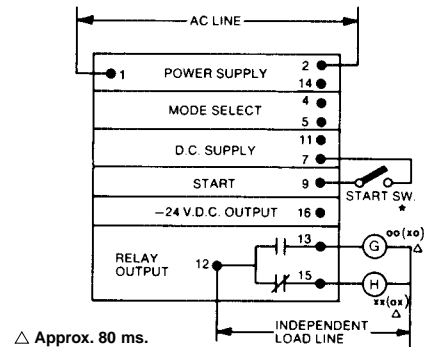 AC LINE
1 POWER SUPPLY 2
14
MODE SELECT 4
5
D.C. SUPPLY 11
7
START 9
START SW.
*
−24 V.D.C. OUTPUT 16
RELAY OUTPUT 12
13 G oo(xo) △
15 H xx(ox) △
INDEPENDENT
LOAD LINE
△ Approx. 80 ms.